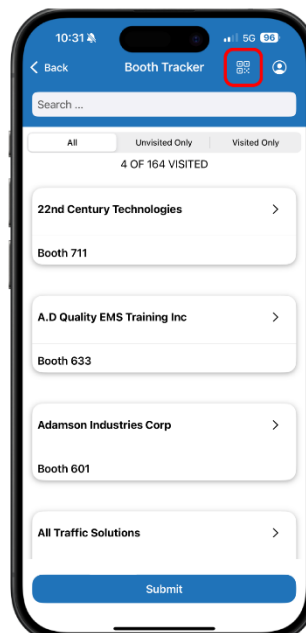 10:31 5G 96
Back Booth Tracker
Search ...
All Unvisited Only Visited Only
4 OF 164 VISITED
22nd Century Technologies
Booth 711
A.D Quality EMS Training Inc
Booth 633
Adamson Industries Corp
Booth 601
All Traffic Solutions
Submit